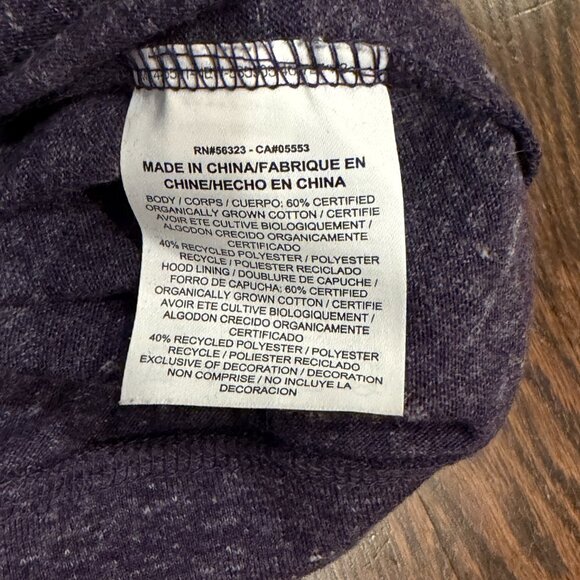 RN#56323 - CA#05553
MADE IN CHINA/FABRIQUE EN
CHINE/HECHO EN CHINA
BODY / CORPS / CUERPO: 60% CERTIFIED
ORGANICALLY GROWN COTTON / CERTIFIE
AVOIR ETE CULTIVE BIOLOGIQUEMENT /
ALGODON CRECIDO ORGANICAMENTE
CERTIFICADO
40% RECYCLED POLYESTER / POLYESTER
RECYCLE / POLIESTER RECICLADO
HOOD LINING / DOUBLURE DE CAPUCHE /
FORRO DE CAPUCHA: 60% CERTIFIED
ORGANICALLY GROWN COTTON / CERTIFIE
AVOIR ETE CULTIVE BIOLOGIQUEMENT /
ALGODON CRECIDO ORGANICAMENTE
CERTIFICADO
40% RECYCLED POLYESTER / POLYESTER
RECYCLE / POLIESTER RECICLADO
EXCLUSIVE OF DECORATION / DECORATION
NON COMPRISE / NO INCLUYE LA
DECORACION